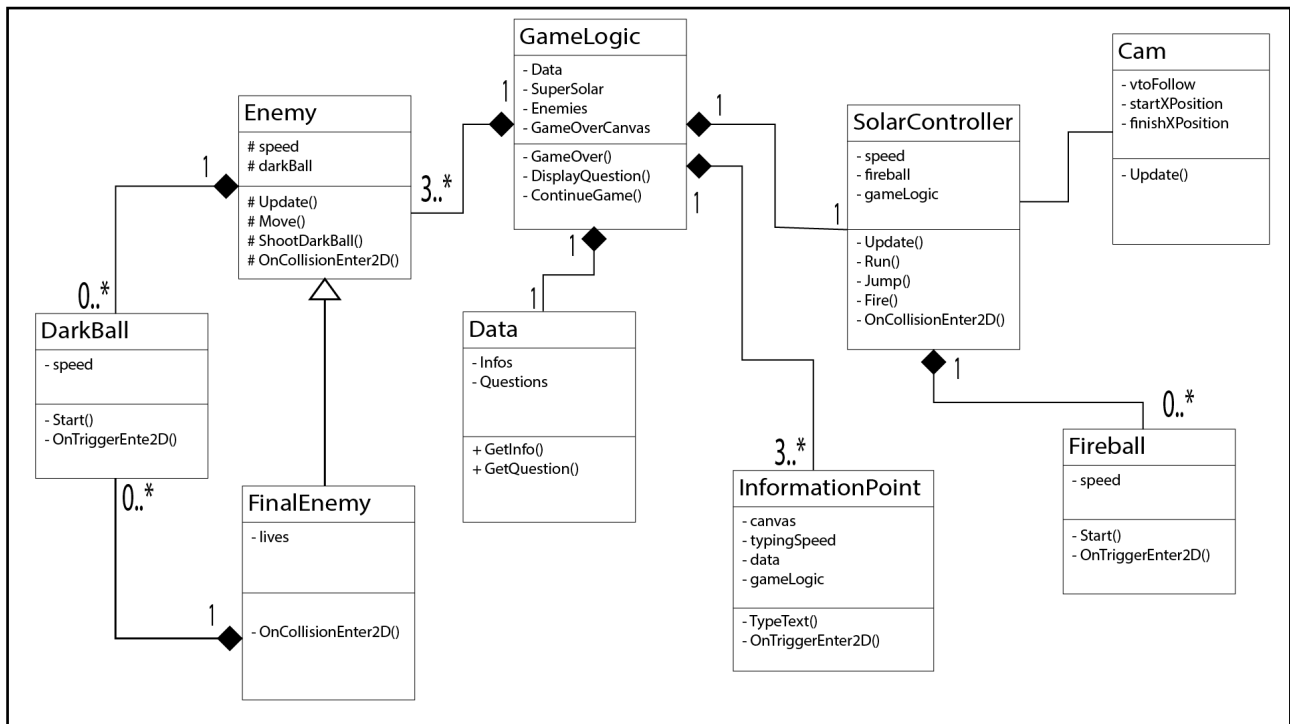 GameLogic
- Data
- SuperSolar
- Enemies
- GameOverCanvas
- GameOver()
- DisplayQuestion()
- ContinueGame()
1
1
1
1
Cam
- vtoFollow
- startXPosition
- finishXPosition
- Update()
Enemy
# speed
# darkBall
# Update()
# Move()
# ShootDarkBall()
# OnCollisionEnter2D()
1
3..*
SolarController
- speed
- fireball
- gameLogic
- Update()
- Run()
- Jump()
- Fire()
- OnCollisionEnter2D()
1
1
0..*
DarkBall
- speed
- Start()
- OnTriggerEnte2D()
0..*
1
Data
- Infos
- Questions
+ GetInfo()
+ GetQuestion()
0..*
Fireball
- speed
- Start()
- OnTriggerEnter2D()
3..*
InformationPoint
- canvas
- typingSpeed
- data
- gameLogic
- TypeText()
- OnTriggerEnter2D()
FinalEnemy
- lives
- OnCollisionEnter2D()
1